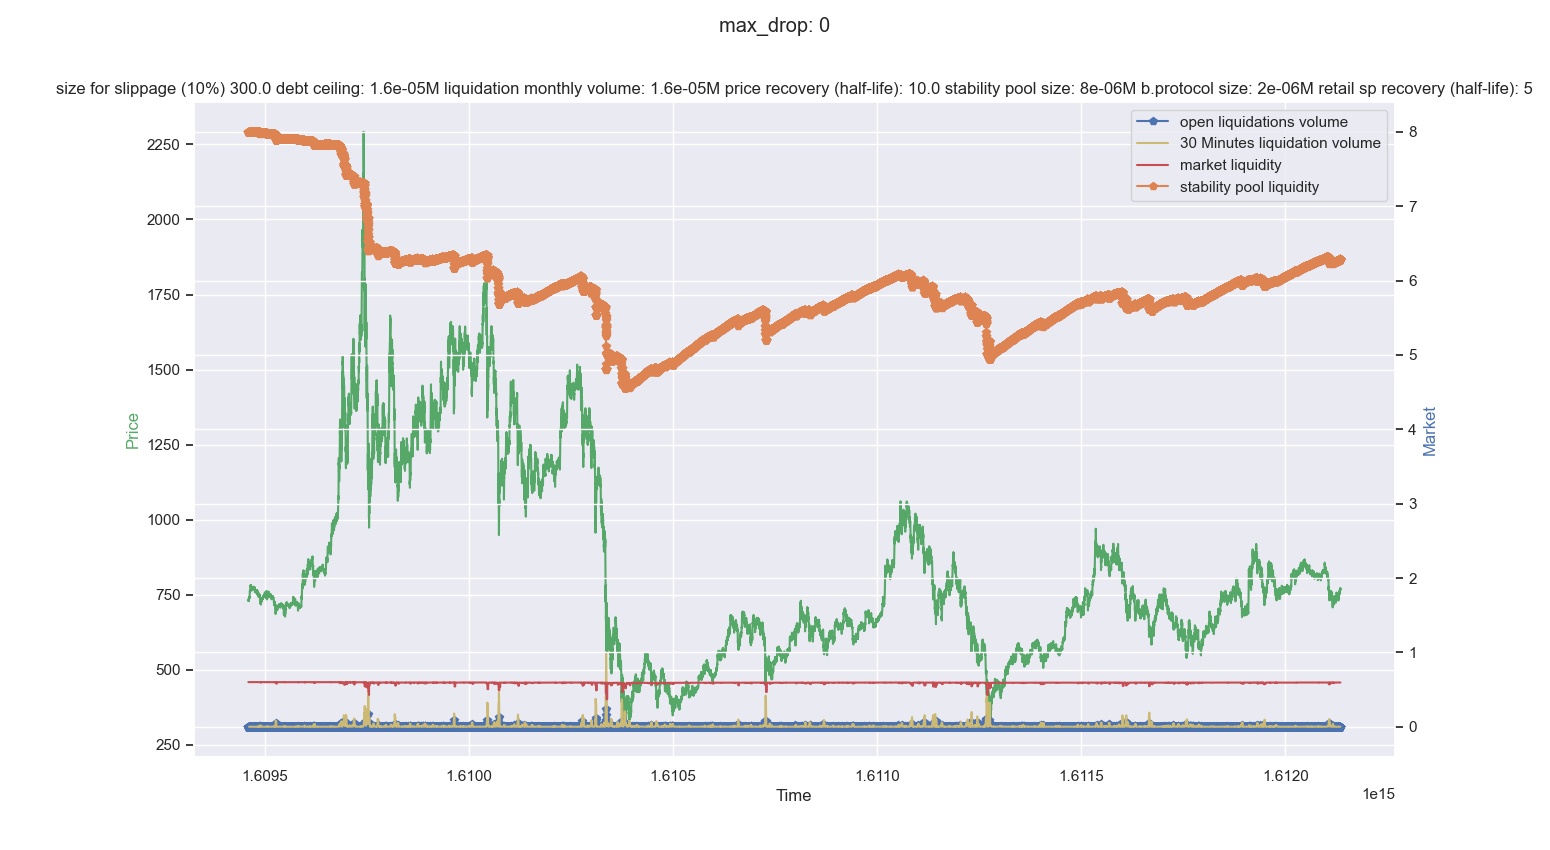 max_drop: 0
size for slippage (10%) 300.0 debt ceiling: 1.6e-05M liquidation monthly volume: 1.6e-05M price recovery (half-life): 10.0 stability pool size: 8e-06M b.protocol size: 2e-06M retail sp recovery (half-life): 5
open liquidations volume
30 Minutes liquidation volume
market liquidity
stability pool liquidity
2250
2000
1750
1500
1250
1000
750
500
250
Price
8
7
6
5
4
3
2
1
0
Market
1.6095
1.6100
1.6105
1.6110
1.6115
1.6120
1e15
Time